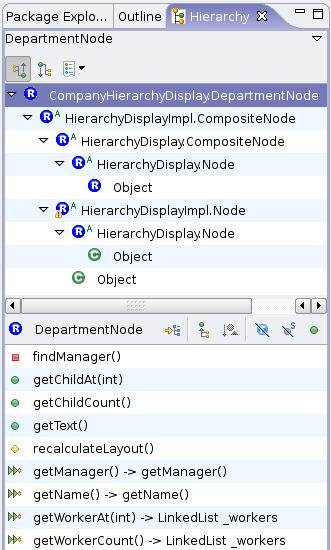 Package Explo... Outline Hierarchy
DepartmentNode
CompanyHierarchyDisplay.DepartmentNode
R A HierarchyDisplayImpl.CompositeNode
R A HierarchyDisplay.CompositeNode
R A HierarchyDisplay.Node
R Object
R A HierarchyDisplayImpl.Node
R A HierarchyDisplay.Node
C Object
C Object
R DepartmentNode
findManager()
getChildAt(int)
getChildCount()
getText()
recalculateLayout()
getManager() -> getManager()
getName() -> getName()
getWorkerAt(int) -> LinkedList _workers
getWorkerCount() -> LinkedList _workers